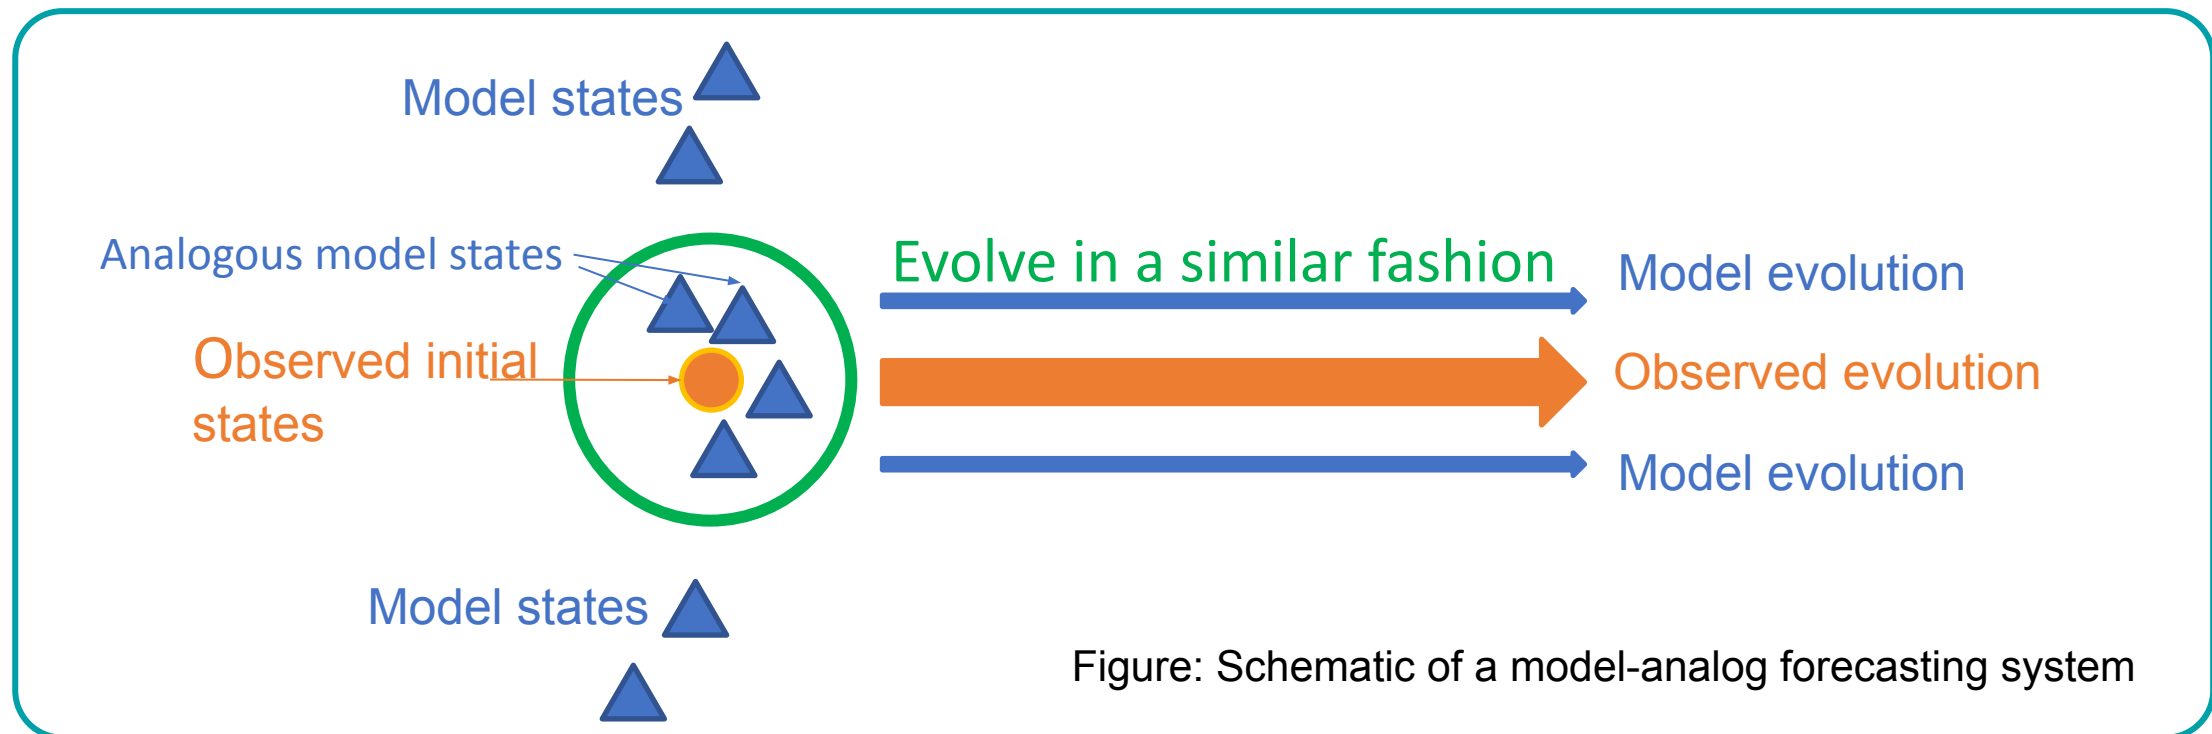 Model states
Analogous model states
Evolve in a similar fashion
Model evolution
Observed initial
states
Observed evolution
Model evolution
Model states
Figure: Schematic of a model-analog forecasting system